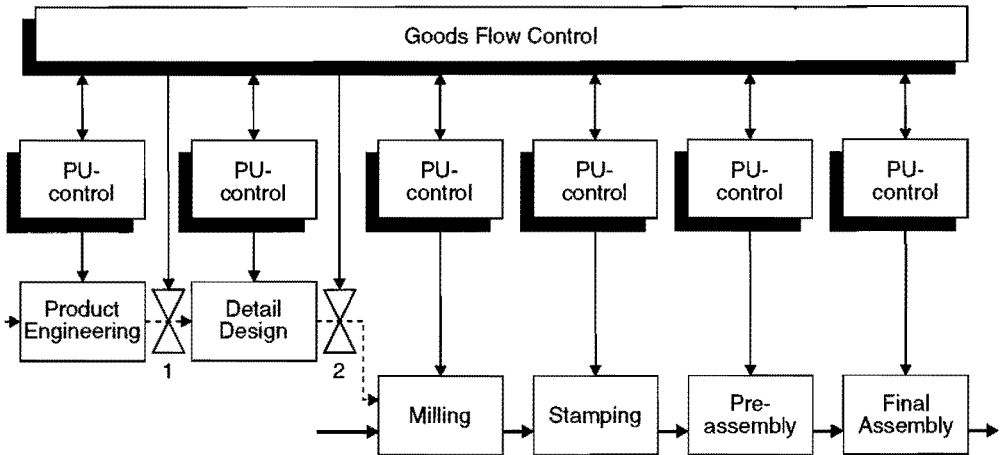 Goods Flow Control
PU-
control
PU-
control
PU-
control
PU-
control
PU-
control
PU-
control
Product
Engineering
1
Detail
Design
2
Milling
Stamping
Pre-
assembly
Final
Assembly